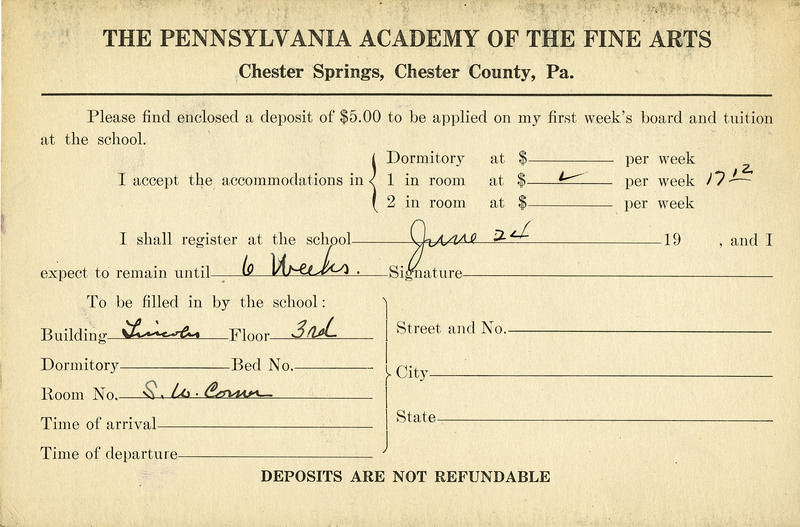 THE PENNSYLVANIA ACADEMY OF THE FINE ARTS
Chester Springs, Chester County, Pa.
Please find enclosed a deposit of $5.00 to be applied on my first week's board and tuition
at the school.
Dormitory at $ per week
I accept the accommodations in 1 in room at $ ✓ per week 17 12
2 in room at $ per week
I shall register at the school June 24 19 , and I
expect to remain until 6 Weeks. Signature
To be filled in by the school:
Building Lincoln Floor 3rd
Street and No.
Dormitory Bed No.
City
Room No. S. W. Corner
State
Time of arrival
Time of departure
DEPOSITS ARE NOT REFUNDABLE